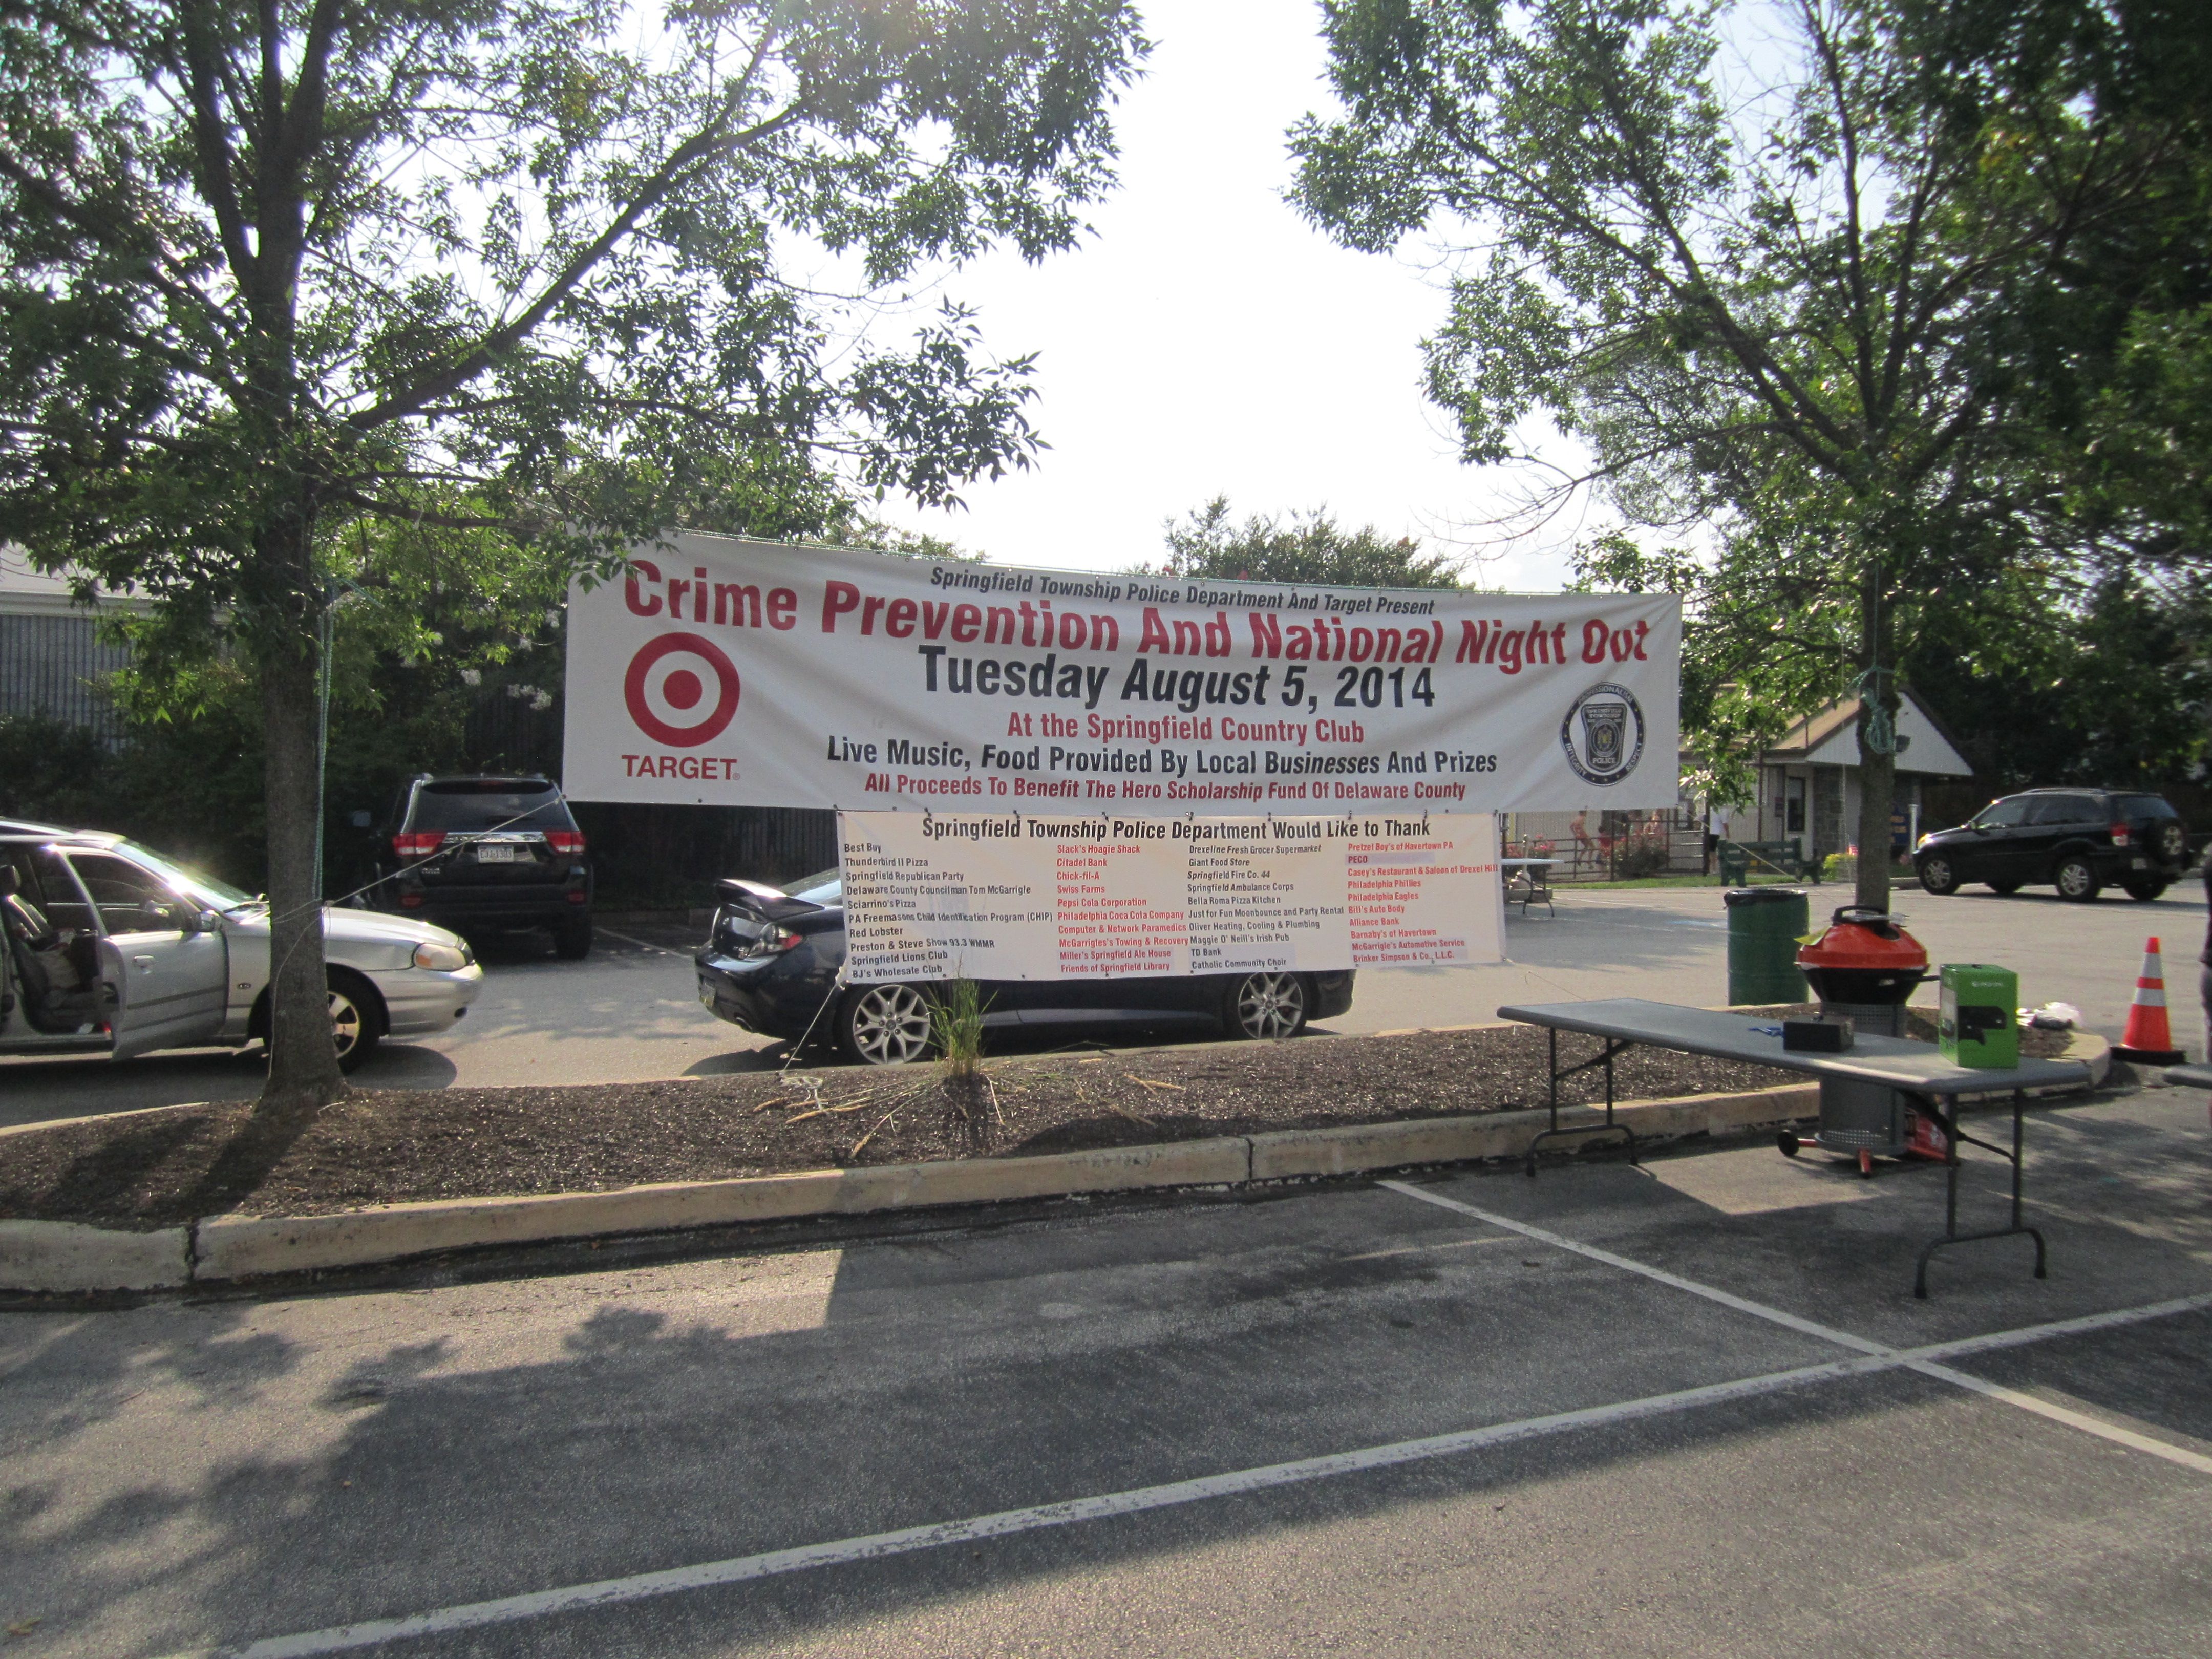 Springfield Township Police Department And Target Present
Crime Prevention And National Night Out
Tuesday August 5, 2014
At the Springfield Country Club
Live Music, Food Provided By Local Businesses And Prizes
All Proceeds To Benefit The Hero Scholarship Fund Of Delaware County
TARGET
POLICE
Springfield Township Police Department Would Like to Thank
Best Buy
Thunderbird II Pizza
Springfield Republican Party
Delaware County Councilman Tom McGarrigle
Sciarrino's Pizza
PA Freemasons Child Identification Program (CHIP)
Red Lobster
Preston & Steve Show 93.3 WMMR
Springfield Lions Club
BJ's Wholesale Club
Slack's Hoagie Shack
Citadel Bank
Chick-fil-A
Swiss Farms
Pepsi Cola Corporation
Philadelphia Coca Cola Company
Computer & Network Paramedics
McGarrigles's Towing & Recovery
Miller's Springfield Ale House
Friends of Springfield Library
Drexeline Fresh Grocer Supermarket
Giant Food Store
Springfield Fire Co. 44
Springfield Ambulance Corps
Bella Roma Pizza Kitchen
Just for Fun Moonbounce and Party Rental
Oliver Heating, Cooling & Plumbing
Maggie O' Neill's Irish Pub
TD Bank
Catholic Community Choir
Pretzel Boy's of Havertown PA
PECO
Casey's Restaurant & Saloon of Drexel Hill
Philadelphia Phillies
Philadelphia Eagles
Bill's Auto Body
Alliance Bank
Barnaby's of Havertown
McGarrigle's Automotive Service
Brinker Simpson & Co., L.L.C.